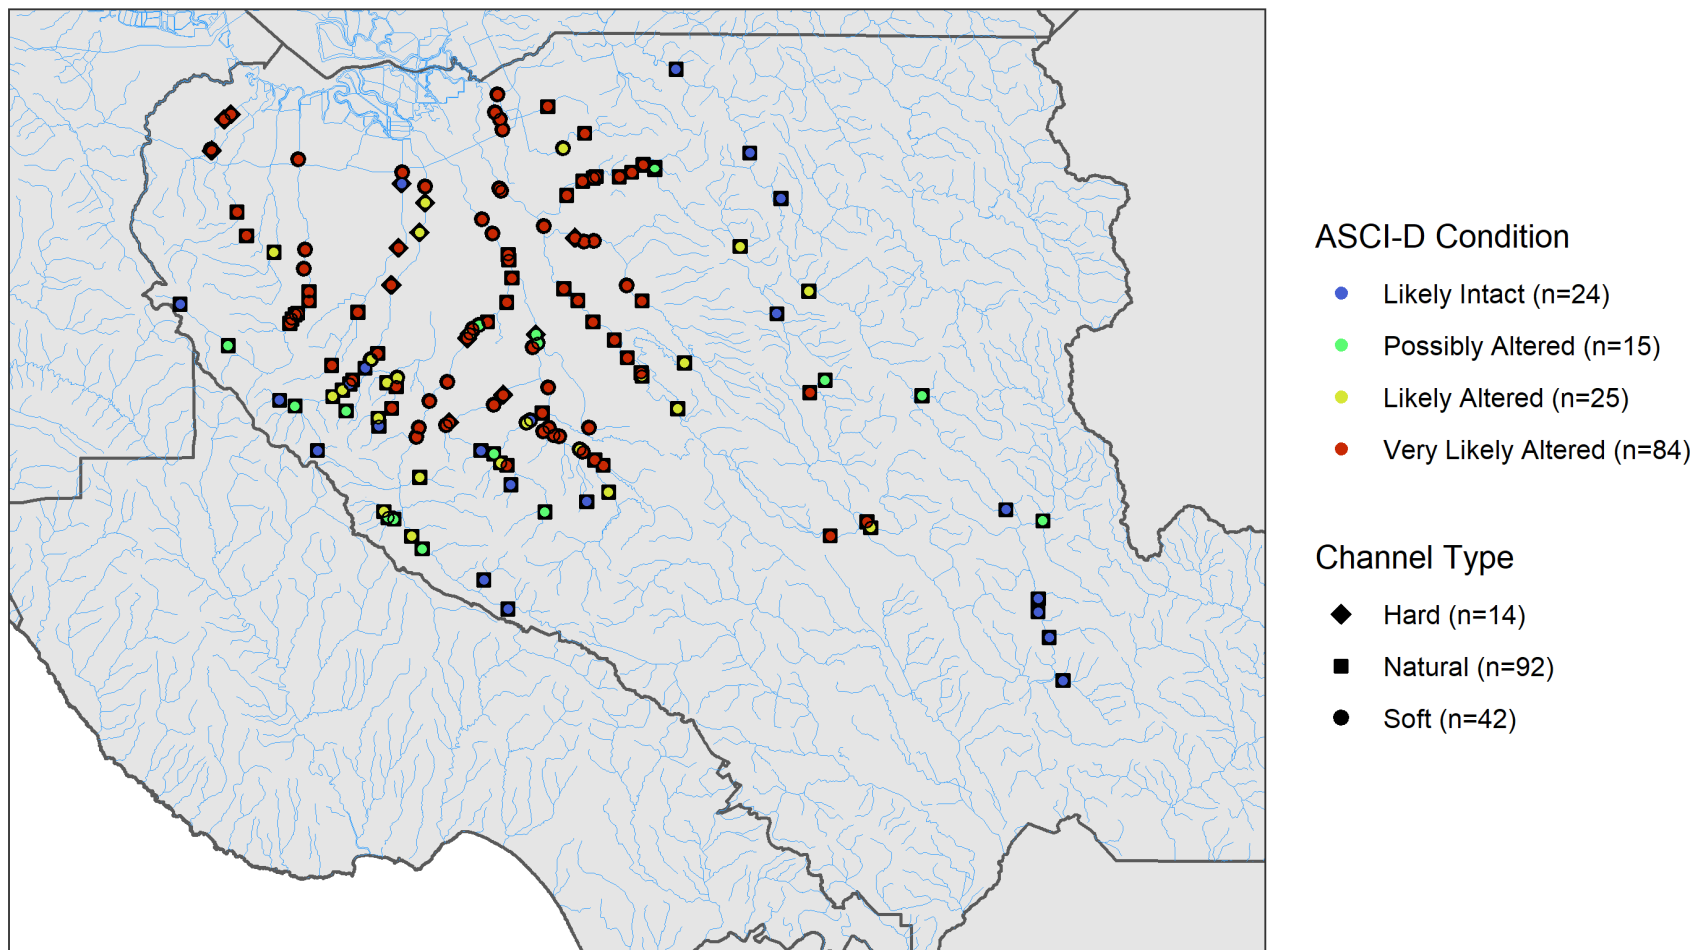 ASCI-D Condition
Likely Intact (n=24)
Possibly Altered (n=15)
Likely Altered (n=25)
Very Likely Altered (n=84)
Channel Type
Hard (n=14)
Natural (n=92)
Soft (n=42)